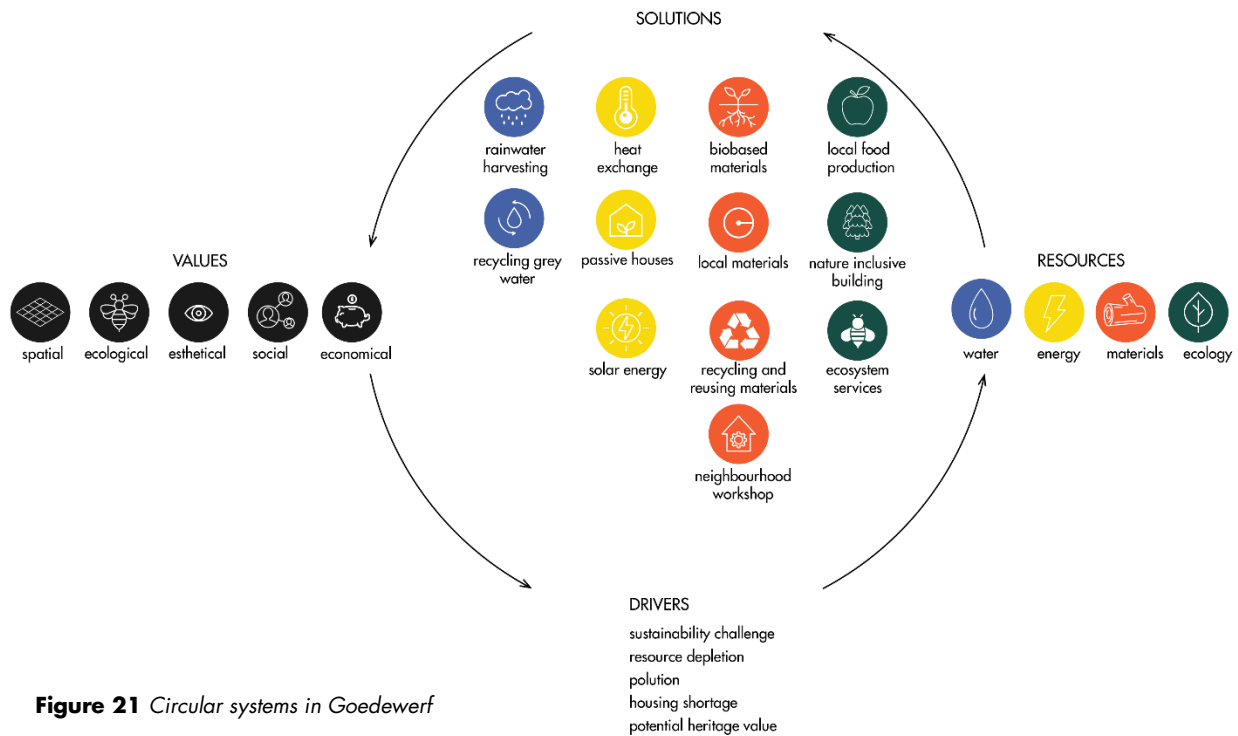 SOLUTIONS
rainwater
harvesting
heat
exchange
biobased
materials
local food
production
recycling grey
water
passive houses
local materials
nature inclusive
building
solar energy
recycling and
reusing materials
ecosystem
services
neighbourhood
workshop
VALUES
spatial
ecological
esthetical
social
economical
RESOURCES
water
energy
materials
ecology
DRIVERS
sustainability challenge
resource depletion
polution
housing shortage
potential heritage value
Figure 21 Circular systems in Goedewerf